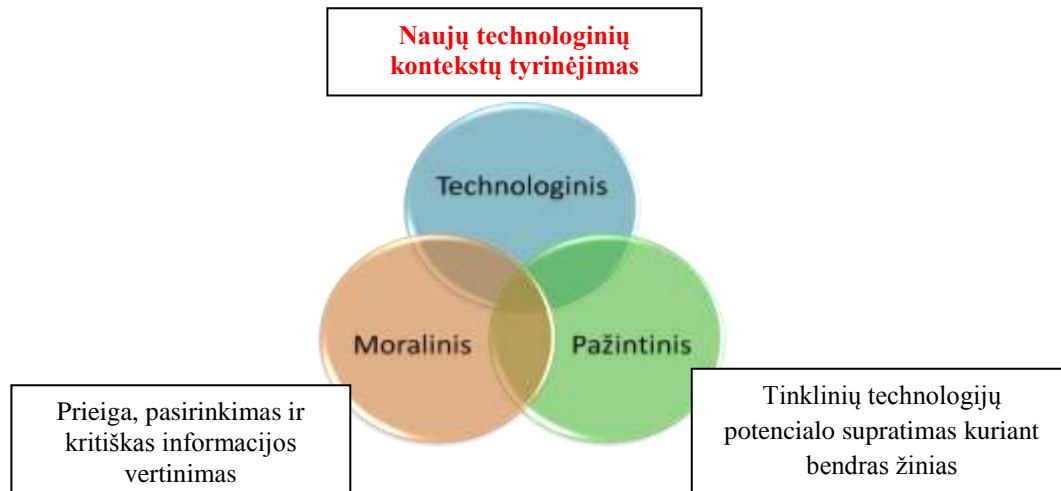 Naujų technologinių
kontekstų tyrinėjimas
Technologinis
Moralinis
Pažintinis
Prieiga, pasirinkimas ir
kritiškas informacijos
vertinimas
Tinklinių technologijų
potencialo supratimas kuriant
bendras žinias